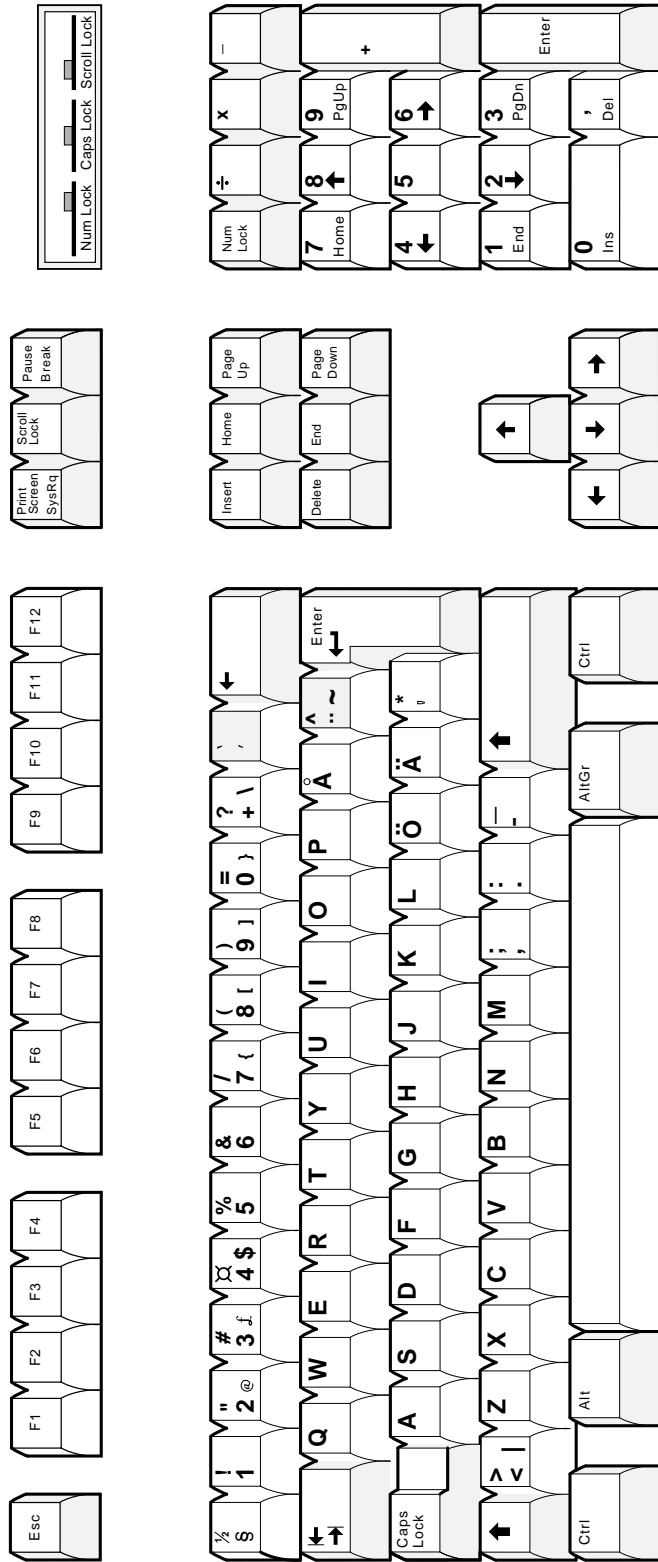 Esc F1 F2 F3 F4 F5 F6 F7 F8 F9 F10 F11 F12
Print Screen SysRq
Scroll Lock
Pause Break
Num Lock Caps Lock Scroll Lock
½ § ! 1 " 2 @ # 3 £ ¤ 4 $ % 5 & 6 / 7 { ( 8 [ ) 9 ] = 0 } ? + \ ` ´ ←
Insert Home Page Up
Num Lock ÷ x −
Q W E R T Y U I O P Å ^ ¨ ~ Enter
Delete End Page Down
7 Home 8 ↑ 9 PgUp +
Caps Lock A S D F G H J K L Ö Ä * '
4 ← 5 6 →
↑ > < | Z X C V B N M ; , : . _ - ↑
↑
1 End 2 ↓ 3 PgDn Enter
Ctrl Alt AltGr Ctrl
← ↓ →
0 Ins , Del